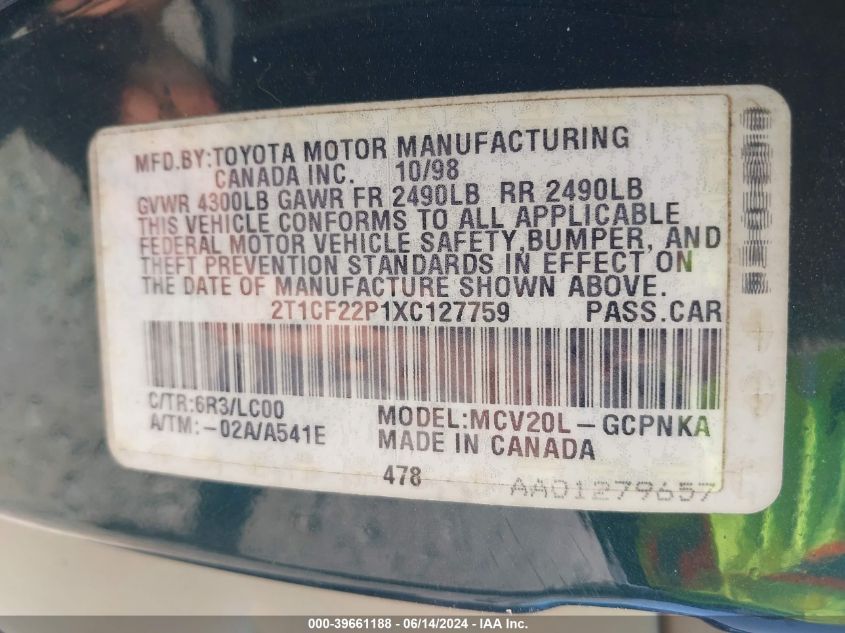 MFD.BY:TOYOTA MOTOR MANUFACTURING
CANADA INC. 10/98
GVWR 4300LB GAWR FR 2490LB RR 2490LB
THIS VEHICLE CONFORMS TO ALL APPLICABLE
FEDERAL MOTOR VEHICLE SAFETY,BUMPER, AND
THEFT PREVENTION STANDARDS IN EFFECT ON
THE DATE OF MANUFACTURE SHOWN ABOVE.
2T1CF22P1XC127759 PASS.CAR
C/TR:6R3/LC00 MODEL:MCV20L-GCPNKA
A/TM:-02A/A541E MADE IN CANADA
478
AA01279657
000-39661188 - 06/14/2024 - IAA Inc.